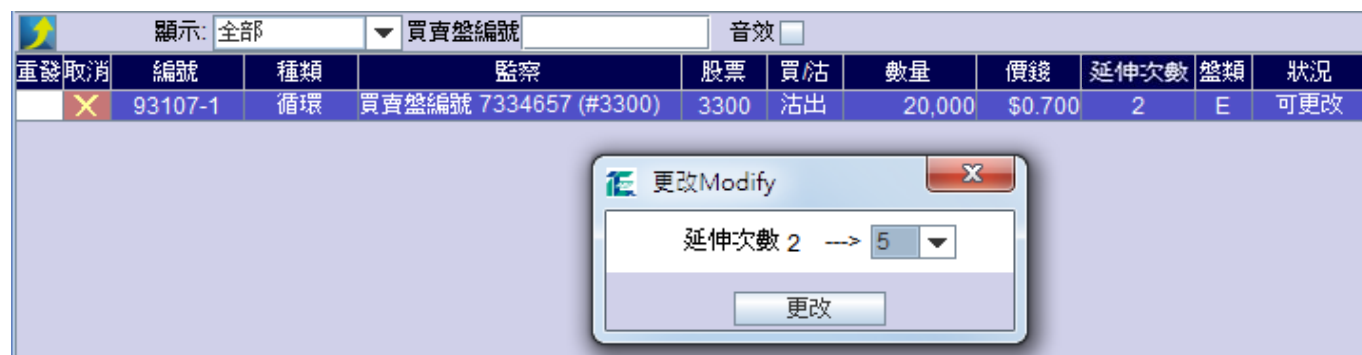 顯示: 全部 買賣盤編號 音效
重發 取消 編號 種類 監察 股票 買/沽 數量 價錢 延伸次數 盤類 狀況
X 93107-1 循環 買賣盤編號 7334657 (#3300) 3300 沽出 20,000 $0.700 2 E 可更改
更改Modify X
延伸次數 2 ---> 5
更改